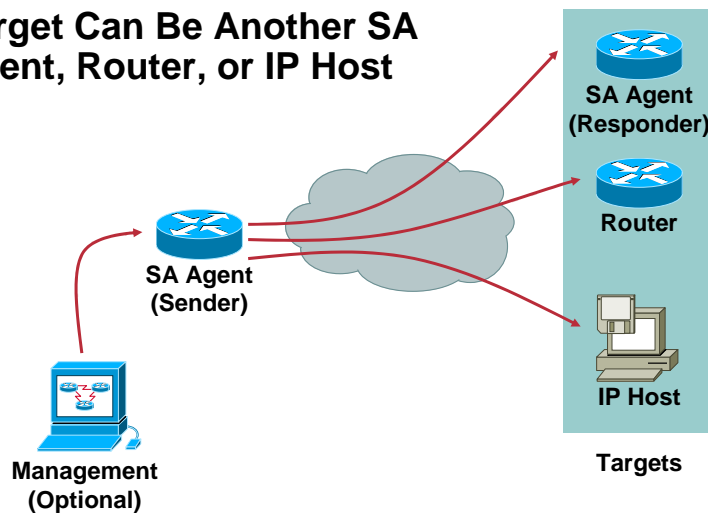 rget Can Be Another SA
ent, Router, or IP Host
SA Agent
(Responder)
Router
SA Agent
(Sender)
IP Host
Management
(Optional)
Targets